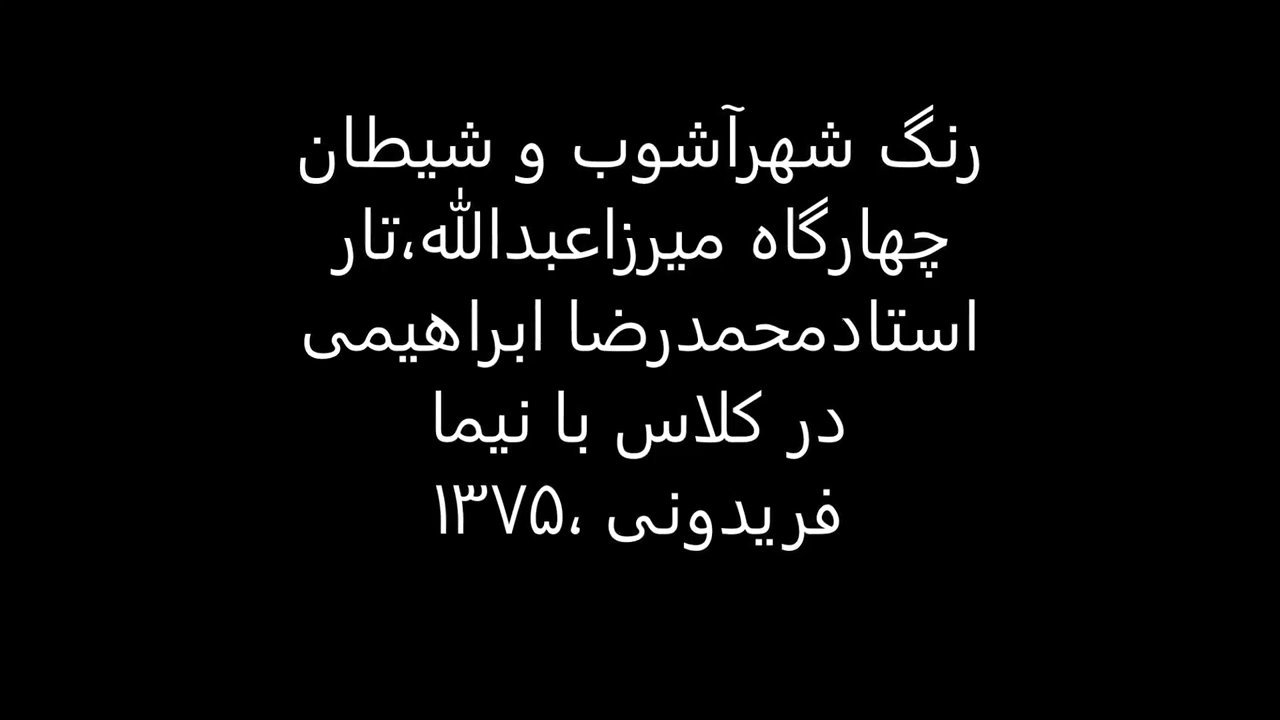 رنگ شهرآشوب و شیطان
چهارگاه میرزاعبدالله،تار
استادمحمدرضا ابراهیمی
در کلاس با نیما
فریدونی ،۱۳۷۵